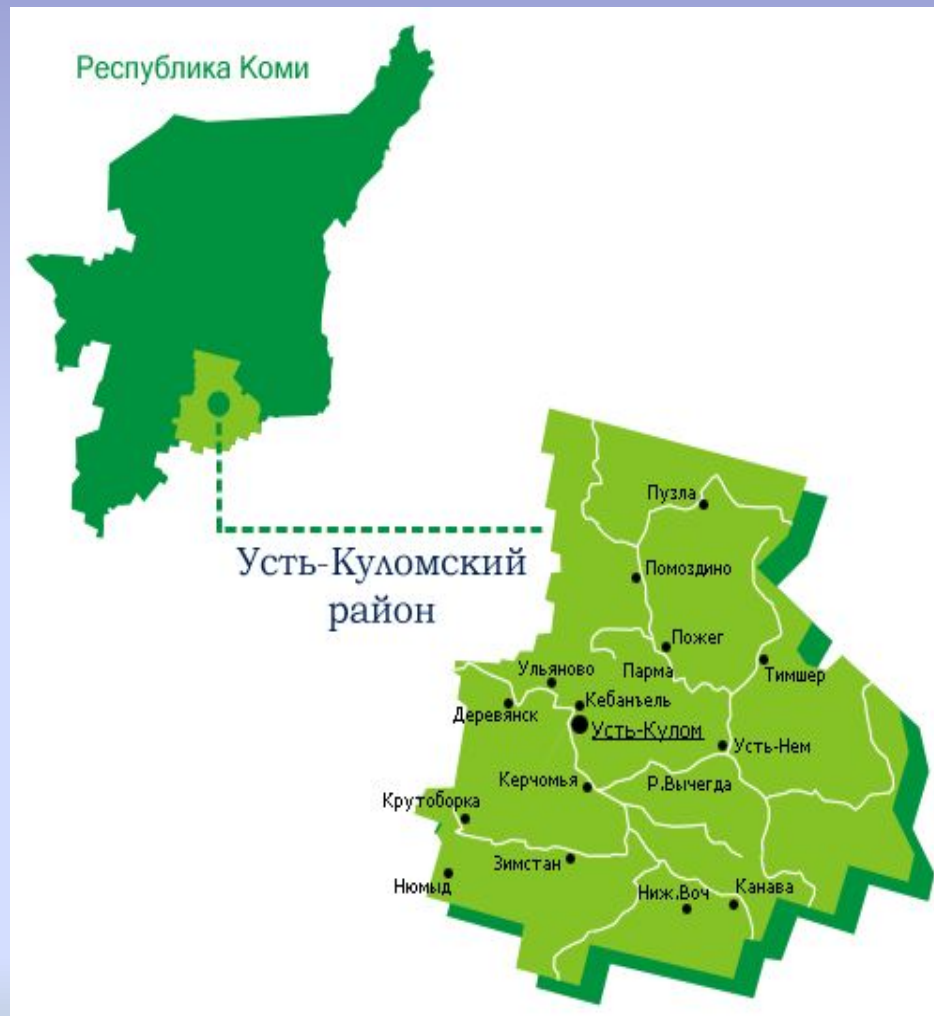 Республика Коми
Усть-Куломский
район
Пузла
Помоздино
Пожег
Парма
Тимшер
Ульяново
Кебанъель
Деревянск
Усть-Кулом
Усть-Нем
Керчомья
Р.Вычегда
Крутоборка
Зимстан
Нюмыд
Ниж.Воч
Канава